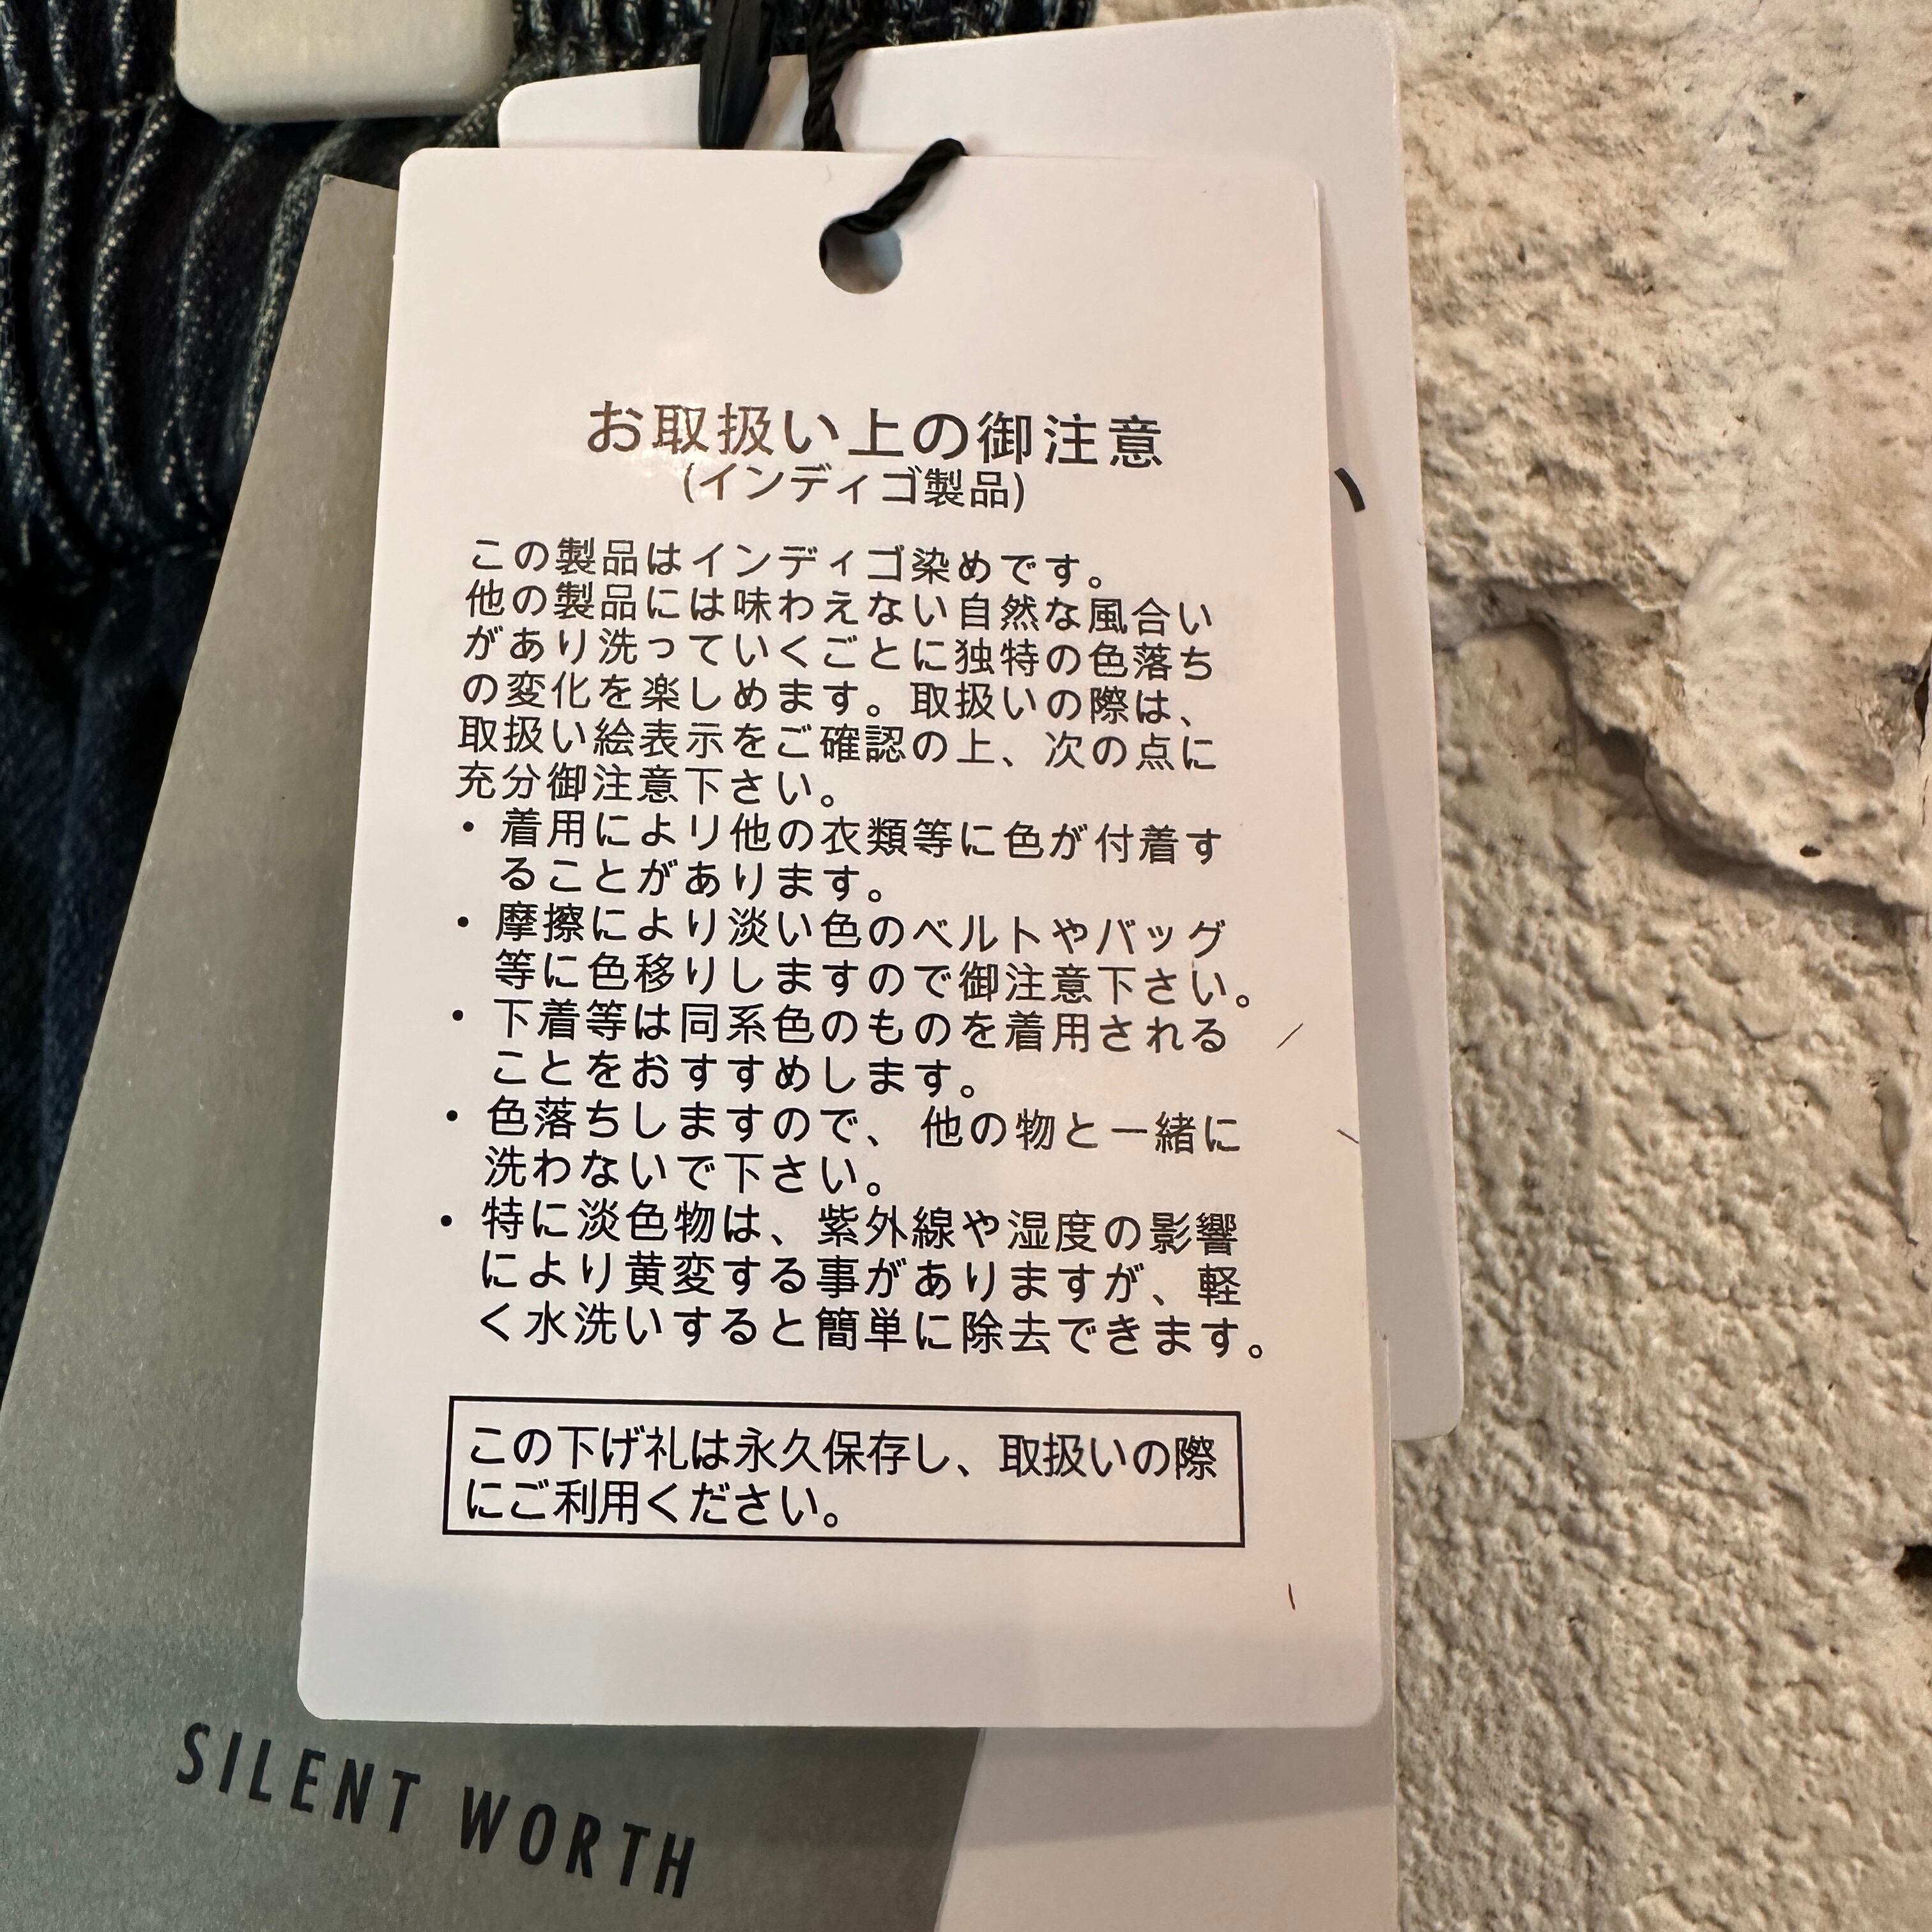 お取扱い上の御注意
(インディゴ製品)
この製品はインディゴ染めです。
他の製品には味わえない自然な風合い
があり洗っていくごとに独特の色落ち
の変化を楽しめます。取扱いの際は、
取扱い絵表示をご確認の上、次の点に
充分御注意下さい。
・着用により他の衣類等に色が付着す
ることがあります。
・摩擦により淡い色のベルトやバッグ
等に色移りしますので御注意下さい。
・下着等は同系色のものを着用される
ことをおすすめします。
・色落ちしますので、他の物と一緒に
洗わないで下さい。
・特に淡色物は、紫外線や湿度の影響
により黄変する事がありますが、軽
く水洗いすると簡単に除去できます。
この下げ札は永久保存し、取扱いの際
にご利用ください。
SILENT WORTH